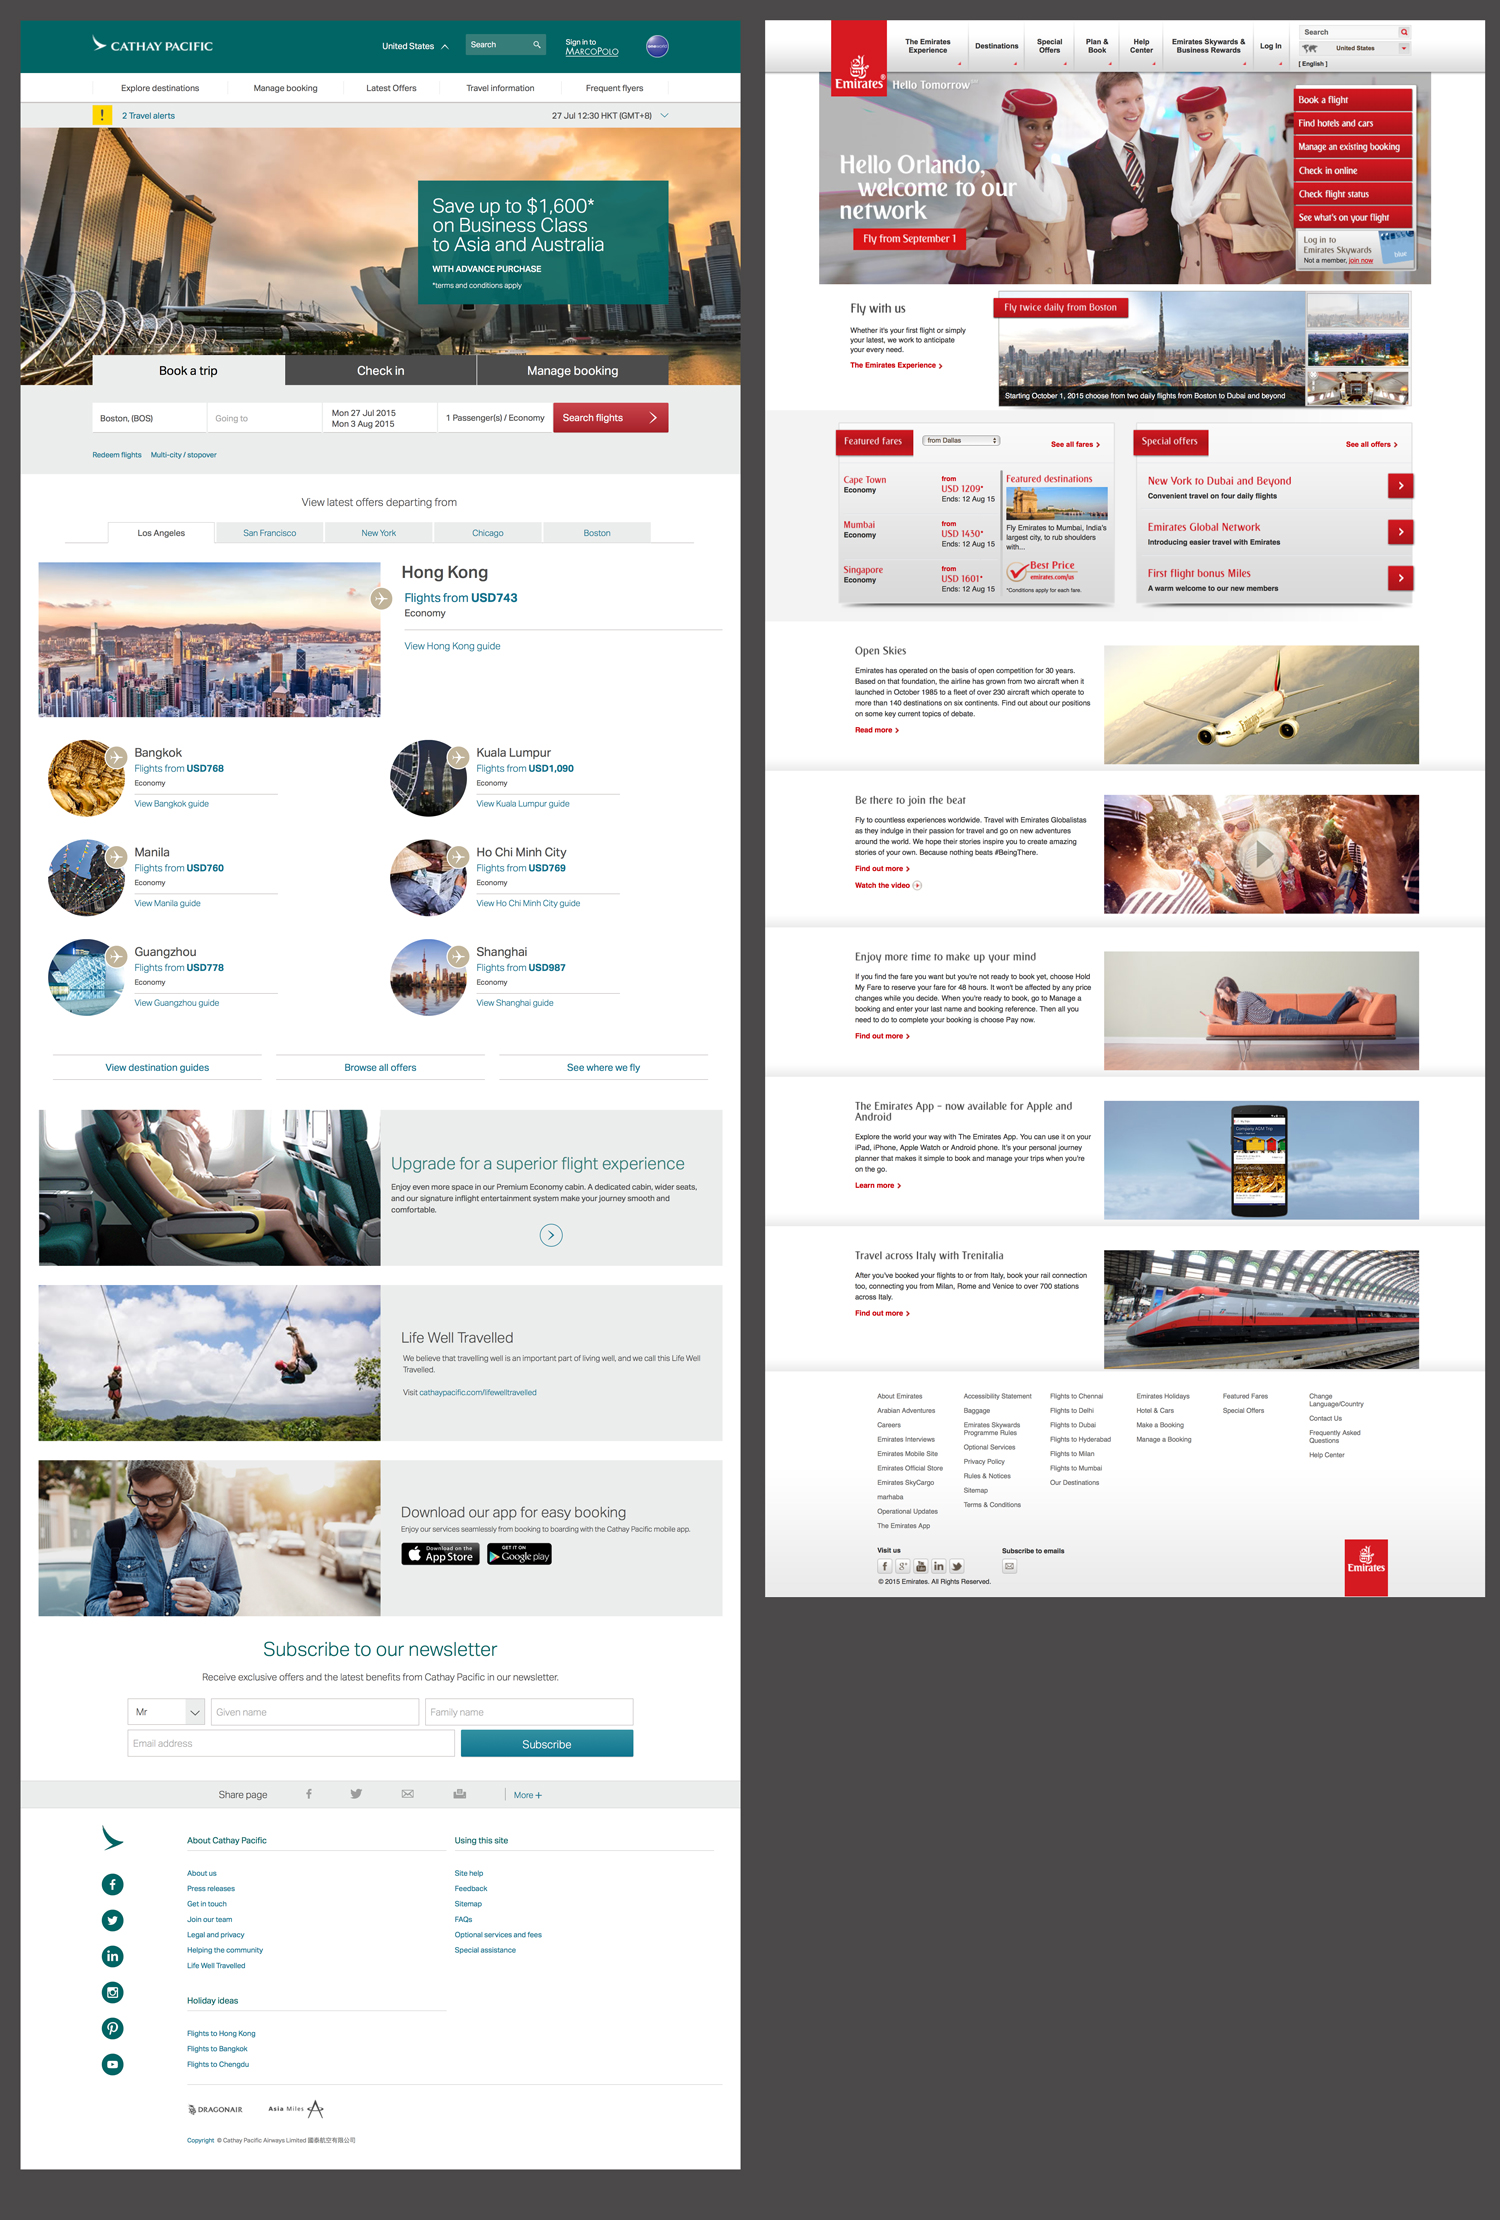 CATHAY PACIFIC
United States
Search
Sign in to
MARCOPOLO
oneworld
Explore destinations
Manage booking
Latest Offers
Travel information
Frequent flyers
!
2 Travel alerts
27 Jul 12:30 HKT (GMT+8)
Save up to $1,600*
on Business Class
to Asia and Australia
WITH ADVANCE PURCHASE
*terms and conditions apply
Book a trip
Check in
Manage booking
Boston, (BOS)
Going to
Mon 27 Jul 2015
Mon 3 Aug 2015
1 Passenger(s) / Economy
Search flights
Redeem flights
Multi-city / stopover
View latest offers departing from
Los Angeles
San Francisco
New York
Chicago
Boston
Hong Kong
Flights from USD743
Economy
View Hong Kong guide
Bangkok
Flights from USD768
Economy
View Bangkok guide
Kuala Lumpur
Flights from USD1,090
Economy
View Kuala Lumpur guide
Manila
Flights from USD760
Economy
View Manila guide
Ho Chi Minh City
Flights from USD769
Economy
View Ho Chi Minh City guide
Guangzhou
Flights from USD778
Economy
View Guangzhou guide
Shanghai
Flights from USD987
Economy
View Shanghai guide
View destination guides
Browse all offers
See where we fly
Upgrade for a superior flight experience
Enjoy even more space in our Premium Economy cabin. A dedicated cabin, wider seats,
and our signature inflight entertainment system make your journey smooth and
comfortable.
Life Well Travelled
We believe that travelling well is an important part of living well, and we call this Life Well
Travelled.
Visit cathaypacific.com/lifewelltravelled
Download our app for easy booking
Enjoy our services seamlessly from booking to boarding with the Cathay Pacific mobile app.
Download on the
App Store
GET IT ON
Google play
Subscribe to our newsletter
Receive exclusive offers and the latest benefits from Cathay Pacific in our newsletter.
Mr
Given name
Family name
Email address
Subscribe
Share page
More +
About Cathay Pacific
About us
Press releases
Get in touch
Join our team
Legal and privacy
Helping the community
Life Well Travelled
Using this site
Site help
Feedback
Sitemap
FAQs
Optional services and fees
Special assistance
Holiday ideas
Flights to Hong Kong
Flights to Bangkok
Flights to Chengdu
DRAGONAIR
Asia Miles
Copyright © Cathay Pacific Airways Limited 國泰航空有限公司
Emirates
The Emirates
Experience
Destinations
Special
Offers
Plan &
Book
Help
Center
Emirates Skywards &
Business Rewards
Log In
Search
United States
[ English ]
Hello Tomorrow
Hello Orlando,
welcome to our
network
Fly from September 1
Book a flight
Find hotels and cars
Manage an existing booking
Check in online
Check flight status
See what's on your flight
Log in to
Emirates Skywards
Not a member, join now
blue
Fly with us
Whether it's your first flight or simply
your latest, we work to anticipate
your every need.
The Emirates Experience
Fly twice daily from Boston
Starting October 1, 2015 choose from two daily flights from Boston to Dubai and beyond
Featured fares
from Dallas
See all fares
Cape Town
Economy
from
USD 1209*
Ends: 12 Aug 15
Mumbai
Economy
from
USD 1430*
Ends: 12 Aug 15
Singapore
Economy
from
USD 1601*
Ends: 12 Aug 15
Featured destinations
Fly Emirates to Mumbai, India's
largest city, to rub shoulders
with...
Best Price
emirates.com/us
*Conditions apply for each fare.
Special offers
See all offers
New York to Dubai and Beyond
Convenient travel on four daily flights
Emirates Global Network
Introducing easier travel with Emirates
First flight bonus Miles
A warm welcome to our new members
Open Skies
Emirates has operated on the basis of open competition for 30 years.
Based on that foundation, the airline has grown from two aircraft when it
launched in October 1985 to a fleet of over 230 aircraft which operate to
more than 140 destinations on six continents. Find out about our positions
on some key current topics of debate.
Read more
Be there to join the beat
Fly to countless experiences worldwide. Travel with Emirates Globalistas
as they indulge in their passion for travel and go on new adventures
around the world. We hope their stories inspire you to create amazing
stories of your own. Because nothing beats #BeingThere.
Find out more
Watch the video
Enjoy more time to make up your mind
If you find the fare you want but you're not ready to book yet, choose Hold
My Fare to reserve your fare for 48 hours. It won't be affected by any price
changes while you decide. When you're ready to book, go to Manage a
booking and enter your last name and booking reference. Then all you
need to do to complete your booking is choose Pay now.
Find out more
The Emirates App – now available for Apple and
Android
Explore the world your way with The Emirates App. You can use it on your
iPad, iPhone, Apple Watch or Android phone. It's your personal journey
planner that makes it simple to book and manage your trips when you're
on the go.
Learn more
Travel across Italy with Trenitalia
After you've booked your flights to or from Italy, book your rail connection
too, connecting you from Milan, Rome and Venice to over 700 stations
across Italy.
Find out more
About Emirates
Arabian Adventures
Careers
Emirates Interviews
Emirates Mobile Site
Emirates Official Store
Emirates SkyCargo
marhaba
Operational Updates
The Emirates App
Accessibility Statement
Baggage
Emirates Skywards
Programme Rules
Optional Services
Privacy Policy
Rules & Notices
Sitemap
Terms & Conditions
Flights to Chennai
Flights to Delhi
Flights to Dubai
Flights to Hyderabad
Flights to Milan
Flights to Mumbai
Our Destinations
Emirates Holidays
Hotel & Cars
Make a Booking
Manage a Booking
Featured Fares
Special Offers
Change
Language/Country
Contact Us
Frequently Asked
Questions
Help Center
Visit us
Subscribe to emails
© 2015 Emirates. All Rights Reserved.
Emirates